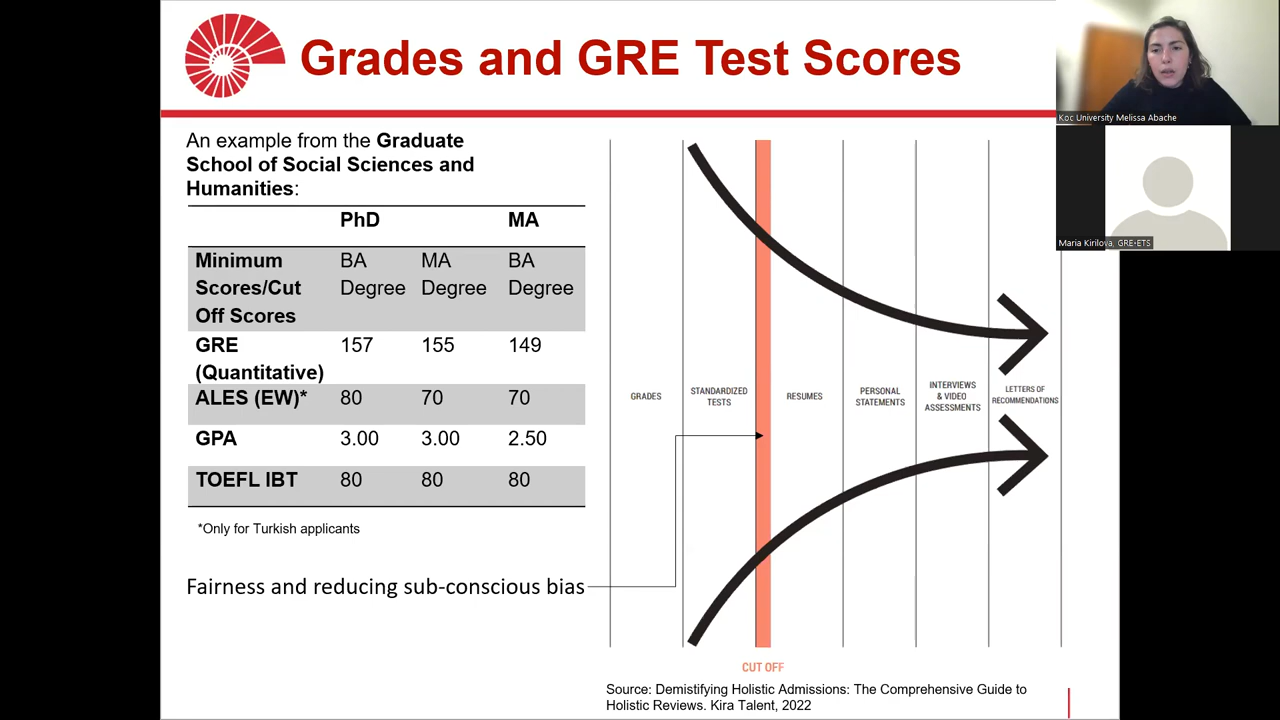 Grades and GRE Test Scores
Koc University Melissa Abache
Maria Kirilova, GRE-ETS
An example from the Graduate
School of Social Sciences and
Humanities:
PhD MA
Minimum BA MA BA
Scores/Cut Degree Degree Degree
Off Scores
GRE 157 155 149
(Quantitative)
ALES (EW)* 80 70 70
GPA 3.00 3.00 2.50
TOEFL IBT 80 80 80
*Only for Turkish applicants
Fairness and reducing sub-conscious bias
GRADES
STANDARDIZED
TESTS
RESUMES
PERSONAL
STATEMENTS
INTERVIEWS
& VIDEO
ASSESSMENTS
LETTERS OF
RECOMMENDATIONS
CUT OFF
Source: Demistifying Holistic Admissions: The Comprehensive Guide to
Holistic Reviews. Kira Talent, 2022